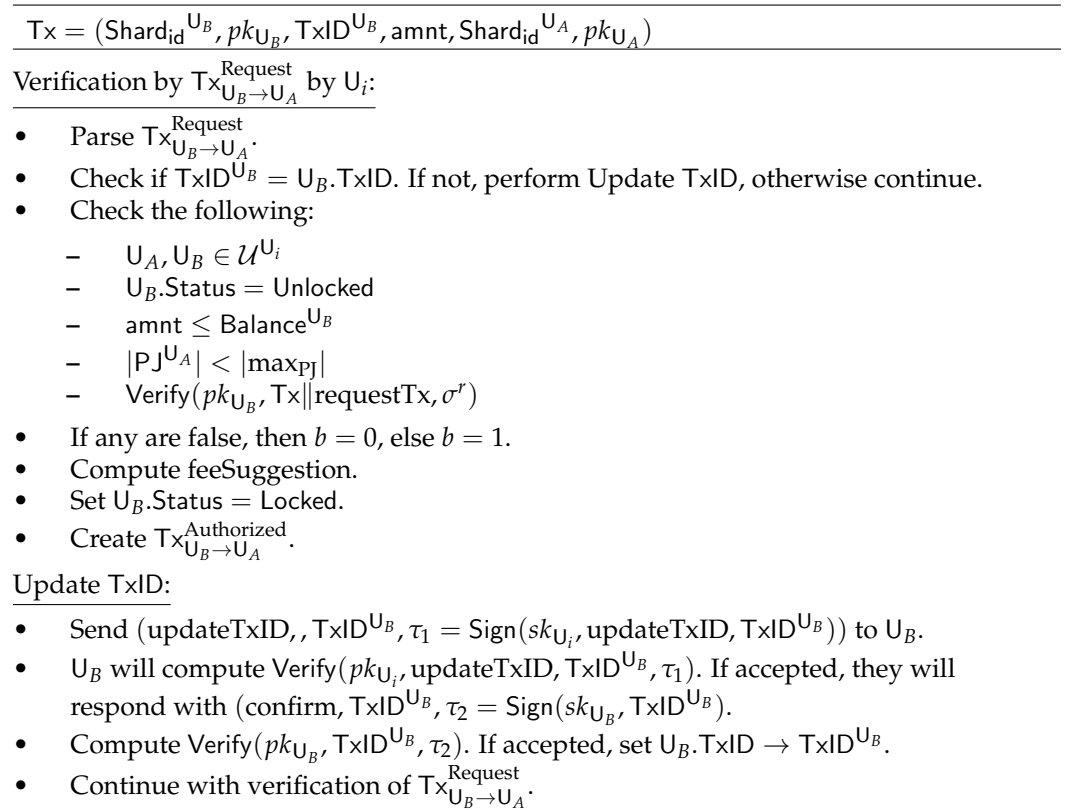 Tx = (Shard_id^{U_B}, pk_{U_B}, TxID^{U_B}, amnt, Shard_id^{U_A}, pk_{U_A})
Verification by Tx^{Request}_{U_B→U_A} by U_i:
• Parse Tx^{Request}_{U_B→U_A}.
• Check if TxID^{U_B} = U_B.TxID. If not, perform Update TxID, otherwise continue.
• Check the following:
– U_A, U_B ∈ 𝒰^{U_i}
– U_B.Status = Unlocked
– amnt ≤ Balance^{U_B}
– |PJ^{U_A}| < |max_{PJ}|
– Verify(pk_{U_B}, Tx‖requestTx, σ^r)
• If any are false, then b = 0, else b = 1.
• Compute feeSuggestion.
• Set U_B.Status = Locked.
• Create Tx^{Authorized}_{U_B→U_A}.
Update TxID:
• Send (updateTxID, , TxID^{U_B}, τ_1 = Sign(sk_{U_i}, updateTxID, TxID^{U_B})) to U_B.
• U_B will compute Verify(pk_{U_i}, updateTxID, TxID^{U_B}, τ_1). If accepted, they will
respond with (confirm, TxID^{U_B}, τ_2 = Sign(sk_{U_B}, TxID^{U_B}).
• Compute Verify(pk_{U_B}, TxID^{U_B}, τ_2). If accepted, set U_B.TxID → TxID^{U_B}.
• Continue with verification of Tx^{Request}_{U_B→U_A}.